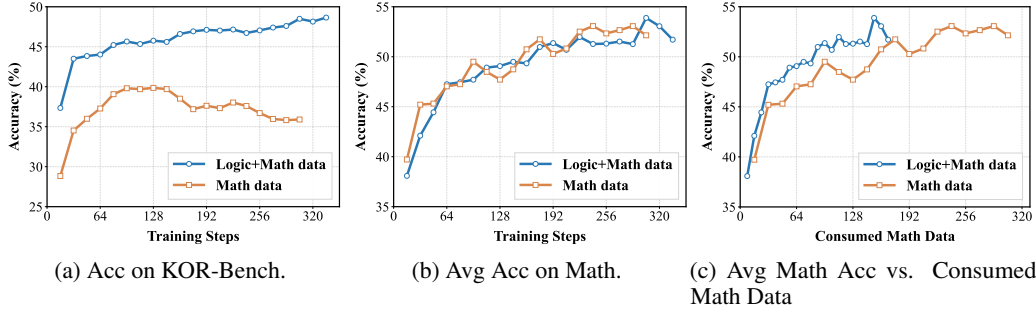 Accuracy (%)
55
50
45
40
35
30
25
0
64
128
192
256
320
Training Steps
Logic+Math data
Math data
(a) Acc on KOR-Bench.
Accuracy (%)
55
50
45
40
35
0
64
128
192
256
320
Training Steps
Logic+Math data
Math data
(b) Avg Acc on Math.
Accuracy (%)
55
50
45
40
35
0
64
128
192
256
320
Consumed Math Data
Logic+Math data
Math data
(c) Avg Math Acc vs. Consumed
Math Data